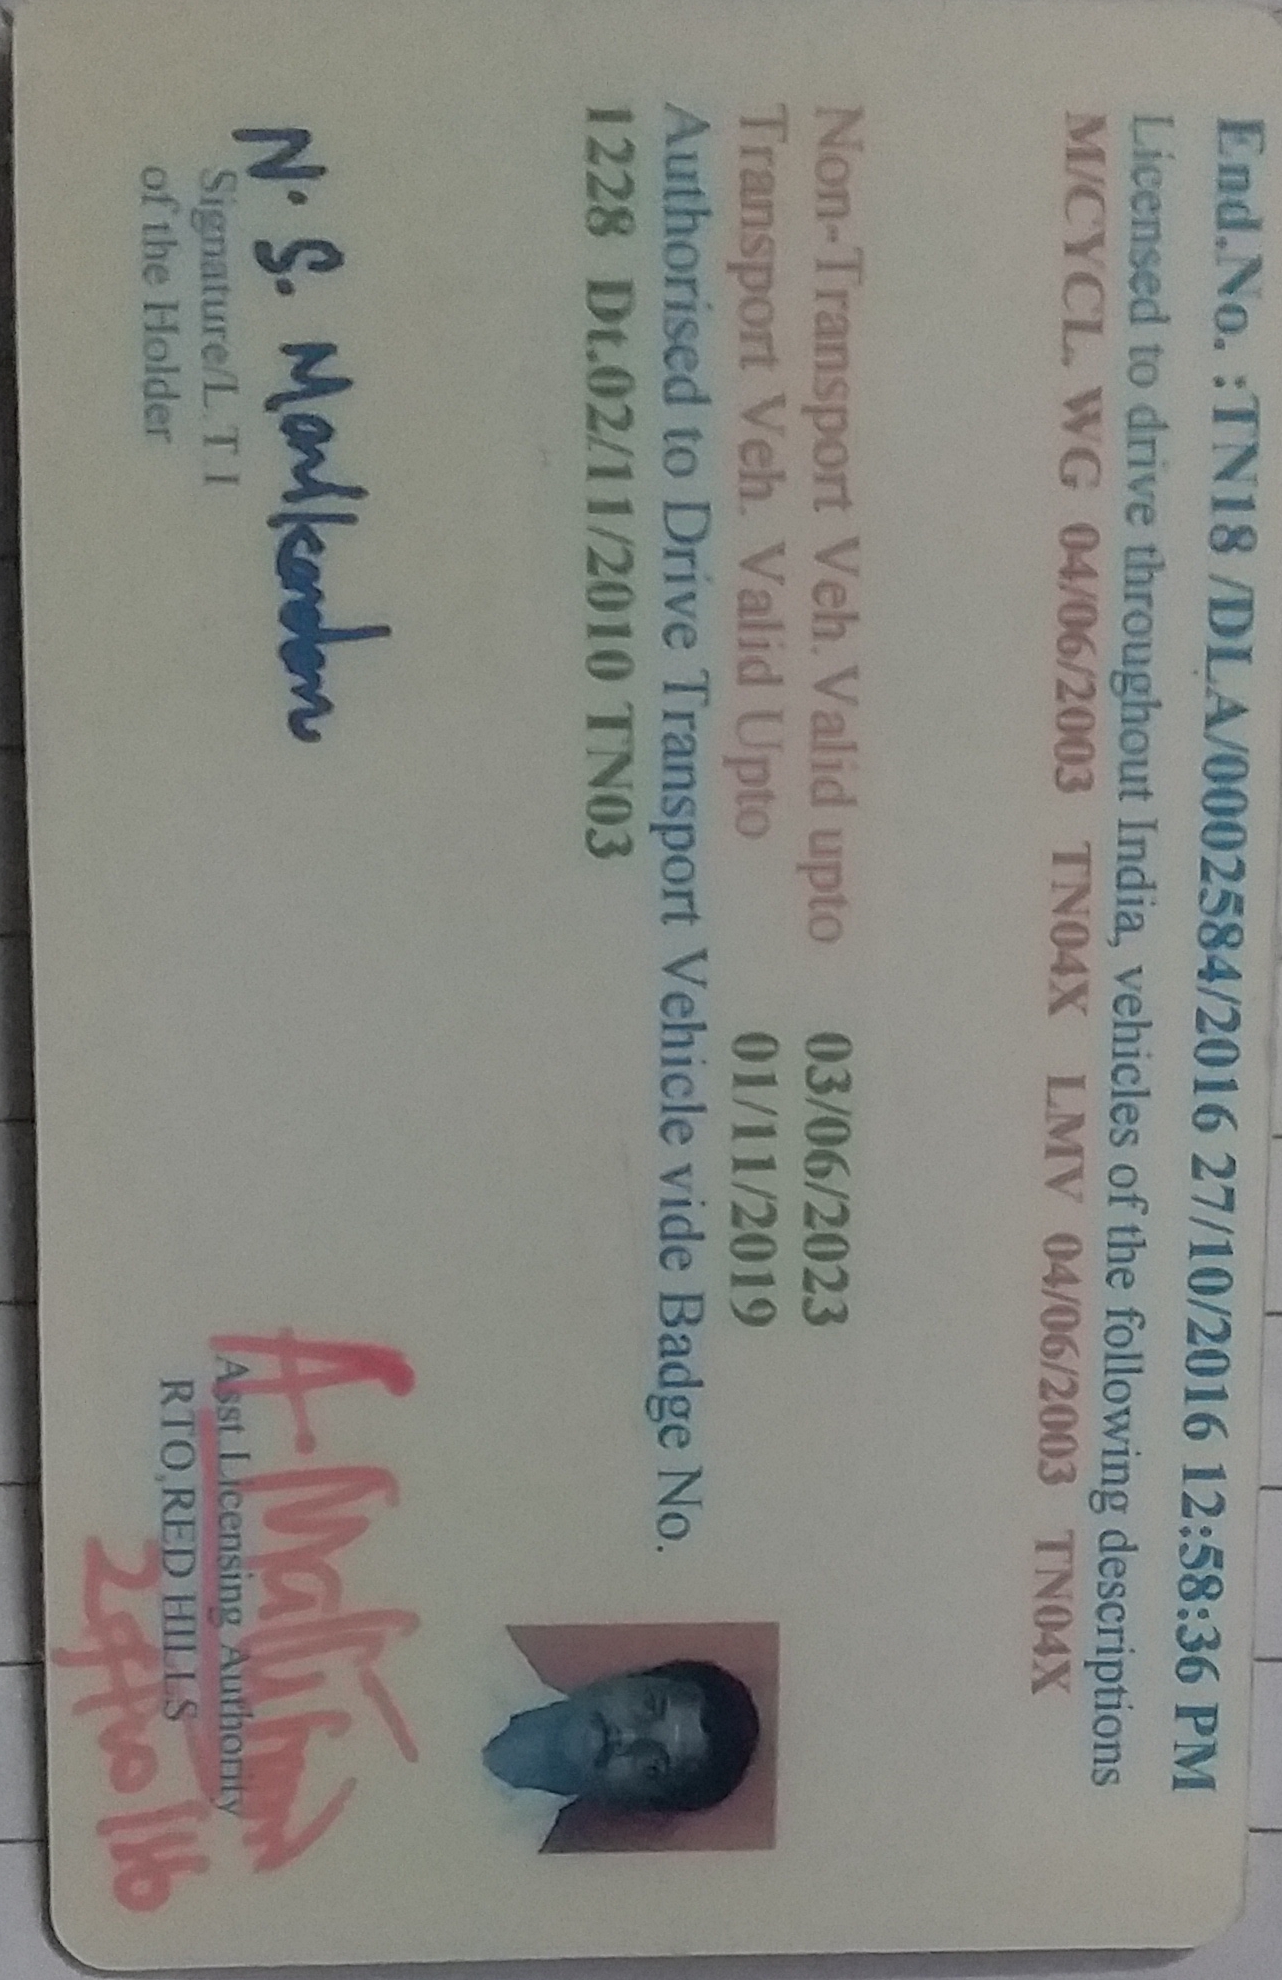 End.No. :TN18 /DLA/0002584/2016 27/10/2016 12:58:36 PM
Licensed to drive throughout India, vehicles of the following descriptions
M/CYCL. WG 04/06/2003 TN04X LMV 04/06/2003 TN04X
Non-Transport Veh. Valid upto 03/06/2023
Transport Veh. Valid Upto 01/11/2019
Authorised to Drive Transport Vehicle vide Badge No.
1228 Dt.02/11/2010 TN03
N. S. Manikandan
Signature/L.T I
of the Holder
Asst Licensing Authority
RTO,RED HILLS